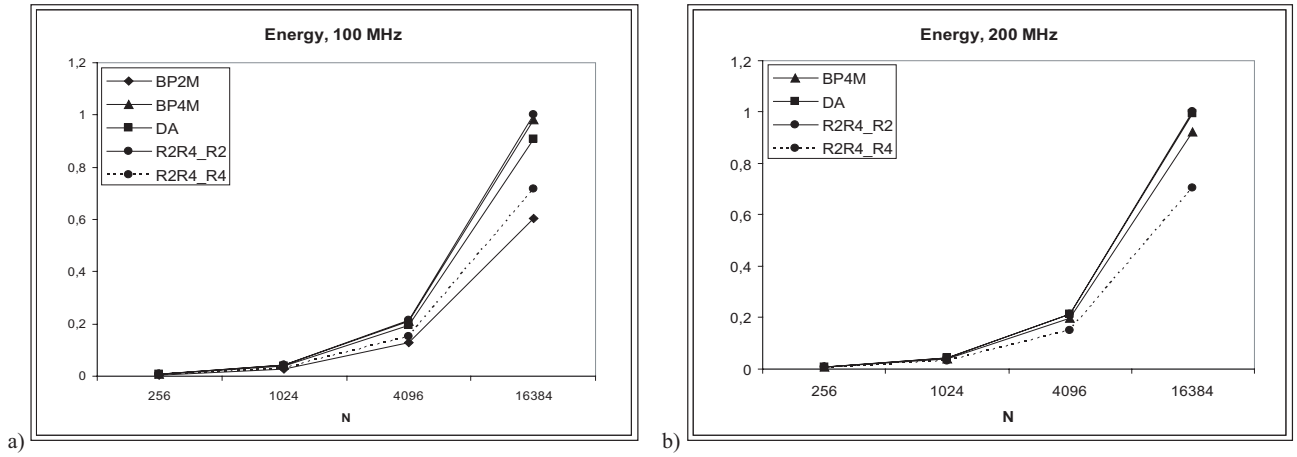 Energy, 100 MHz
1,2
1
0,8
0,6
0,4
0,2
0
BP2M
BP4M
DA
R2R4_R2
R2R4_R4
256 1024 4096 16384
N
a)
Energy, 200 MHz
1,2
1
0,8
0,6
0,4
0,2
0
BP4M
DA
R2R4_R2
R2R4_R4
256 1024 4096 16384
N
b)